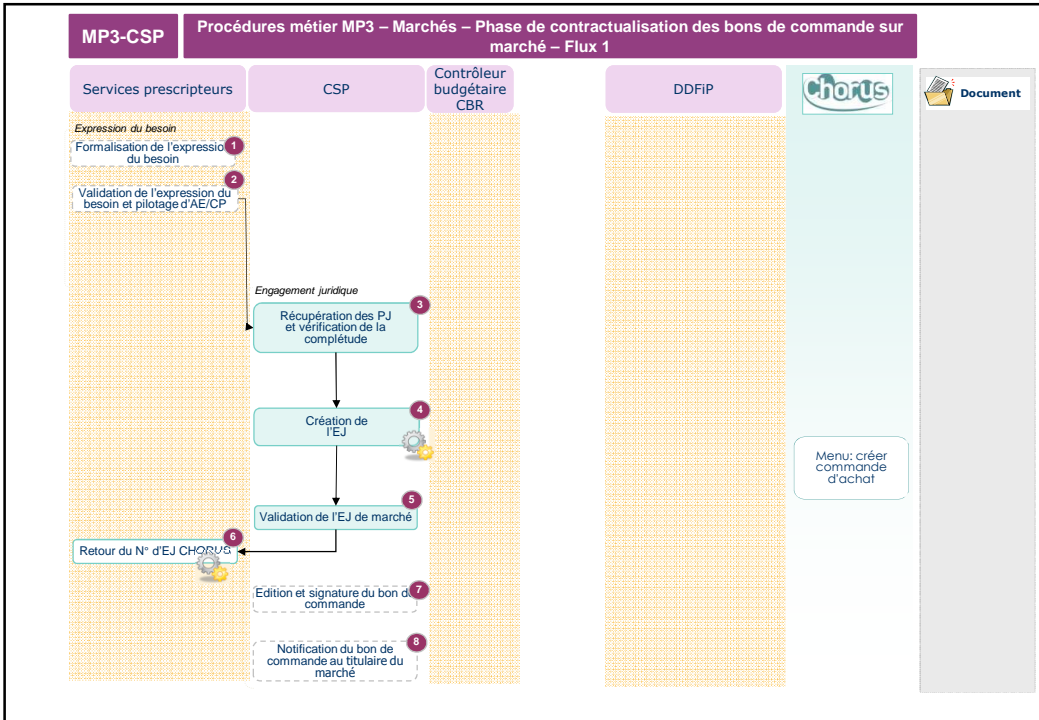 MP3-CSP
Procédures métier MP3 – Marchés – Phase de contractualisation des bons de commande sur
marché – Flux 1
Services prescripteurs
CSP
Contrôleur
budgétaire
CBR
DDFiP
Chorus
Document
Expression du besoin
Formalisation de l'expression
du besoin
1
2
Validation de l'expression du
besoin et pilotage d'AE/CP
Engagement juridique
3
Récupération des PJ
et vérification de la
complétude
4
Création de
l'EJ
Menu: créer
commande
d'achat
5
Validation de l'EJ de marché
6
Retour du N° d'EJ CHORUS
7
Edition et signature du bon de
commande
8
Notification du bon de
commande au titulaire du
marché